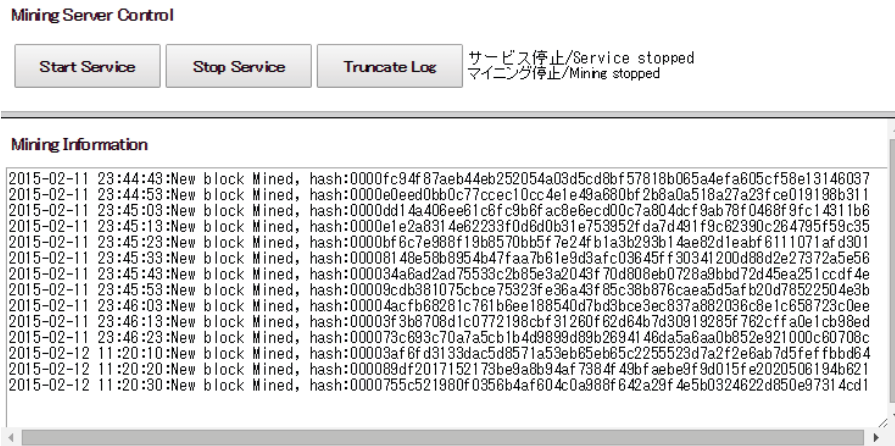 Mining Server Control
Start Service Stop Service Truncate Log サービス停止/Service stopped
マイニング停止/Mining stopped
Mining Information
2015-02-11 23:44:43:New block Mined, hash:0000fc94f87aeb44eb252054a03d5cd8bf57818b065a4efa605cf58e13146037
2015-02-11 23:44:53:New block Mined, hash:0000e0eed0bb0c77ccec10cc4e1e49a680bf2b8a0a518a27a23fce019198b311
2015-02-11 23:45:03:New block Mined, hash:0000dd14a406ee61c6fc9b6fac8e6ecd00c7a804dcf9ab78f0468f9fc14311b6
2015-02-11 23:45:13:New block Mined, hash:0000e1e2a8314e62233f0d6d0b31e753952fda7d491f9c62390c264795f59c35
2015-02-11 23:45:23:New block Mined, hash:0000bf6c7e988f19b8570bb5f7e24fb1a3b293b14ae82d1eabf6111071afd301
2015-02-11 23:45:33:New block Mined, hash:00008148e58b8954b47faa7b61e9d3afc03645ff30341200d88d2e27372a5e56
2015-02-11 23:45:43:New block Mined, hash:000034a6ad2ad75533c2b85e3a2043f70d808eb0728a9bbd72d45ea251ccdf4e
2015-02-11 23:45:53:New block Mined, hash:00009cdb381075cbce75323fe36a43f85c38b876caea5d5afb20d78522504e3b
2015-02-11 23:46:03:New block Mined, hash:00004acfb68281c761b6ee188540d7bd3bce3ec837a882036c8e1c658723c0ee
2015-02-11 23:46:13:New block Mined, hash:00003f3b8708d1c0772198cbf31260f62d64b7d30919285f762cffa0e1cb98ed
2015-02-11 23:46:23:New block Mined, hash:000073c693c70a7a5cb1b4d9899d89b2694146da5a6aa0b852e921000c60708c
2015-02-12 11:20:10:New block Mined, hash:00003af6fd3133dac5d8571a53eb65eb65c2255523d7a2f2e6ab7d5feffbbd64
2015-02-12 11:20:20:New block Mined, hash:000089df2017152173be9a8b94af7384f49bfaebe9f9d015fe2020506194b621
2015-02-12 11:20:30:New block Mined, hash:0000755c521980f0356b4af604c0a988f642a29f4e5b0324622d850e97314cd1